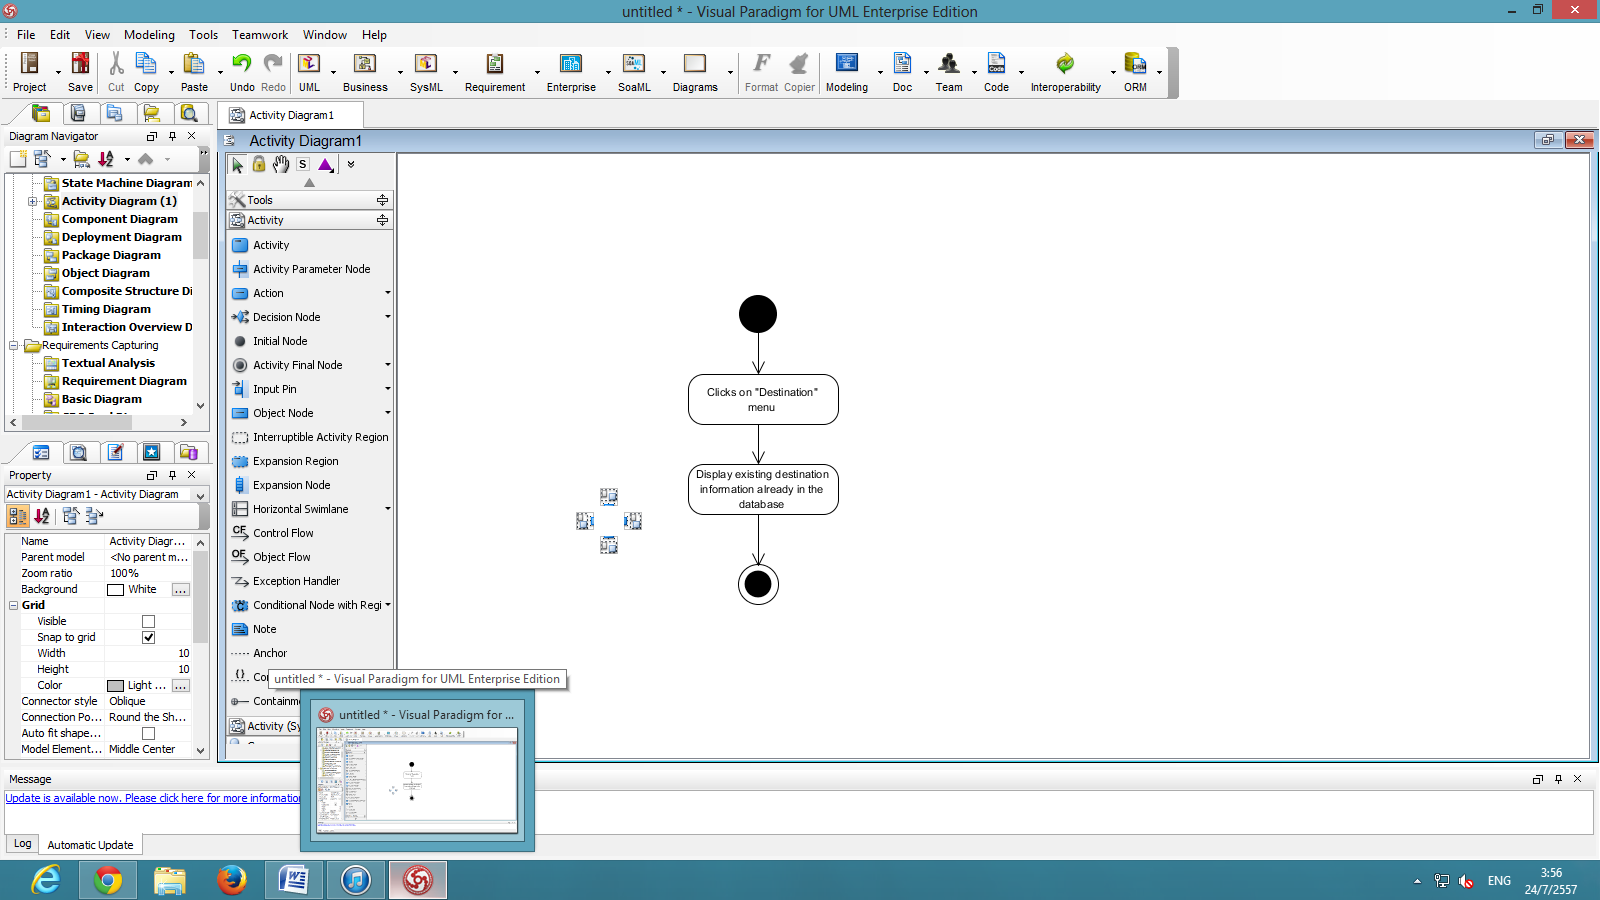 untitled * - Visual Paradigm for UML Enterprise Edition
File Edit View Modeling Tools Teamwork Window Help
Project Save Cut Copy Paste Undo Redo UML Business SysML Requirement Enterprise SoaML Diagrams Format Copier Modeling Doc Team Code Interoperability ORM
Activity Diagram1
Diagram Navigator
Activity Diagram1
State Machine Diagram
Activity Diagram (1)
Component Diagram
Deployment Diagram
Package Diagram
Object Diagram
Composite Structure Di
Timing Diagram
Interaction Overview D
Requirements Capturing
Textual Analysis
Requirement Diagram
Basic Diagram
Tools
Activity
Activity
Activity Parameter Node
Action
Decision Node
Initial Node
Activity Final Node
Input Pin
Object Node
Interruptible Activity Region
Expansion Region
Expansion Node
Horizontal Swimlane
Control Flow
Object Flow
Exception Handler
Conditional Node with Regi
Note
Anchor
Con
Containm
Activity (Sy
Clicks on "Destination"
menu
Display existing destination
information already in the
database
Property
Activity Diagram1 - Activity Diagram
Name Activity Diagr...
Parent model <No parent m...
Zoom ratio 100%
Background White ...
Grid
Visible
Snap to grid
Width 10
Height 10
Color Light ... ...
Connector style Oblique
Connection Po... Round the Sh...
Auto fit shape...
Model Element... Middle Center
untitled * - Visual Paradigm for UML Enterprise Edition
untitled * - Visual Paradigm for ...
Message
Update is available now. Please click here for more information
Log Automatic Update
ENG
3:56
24/7/2557